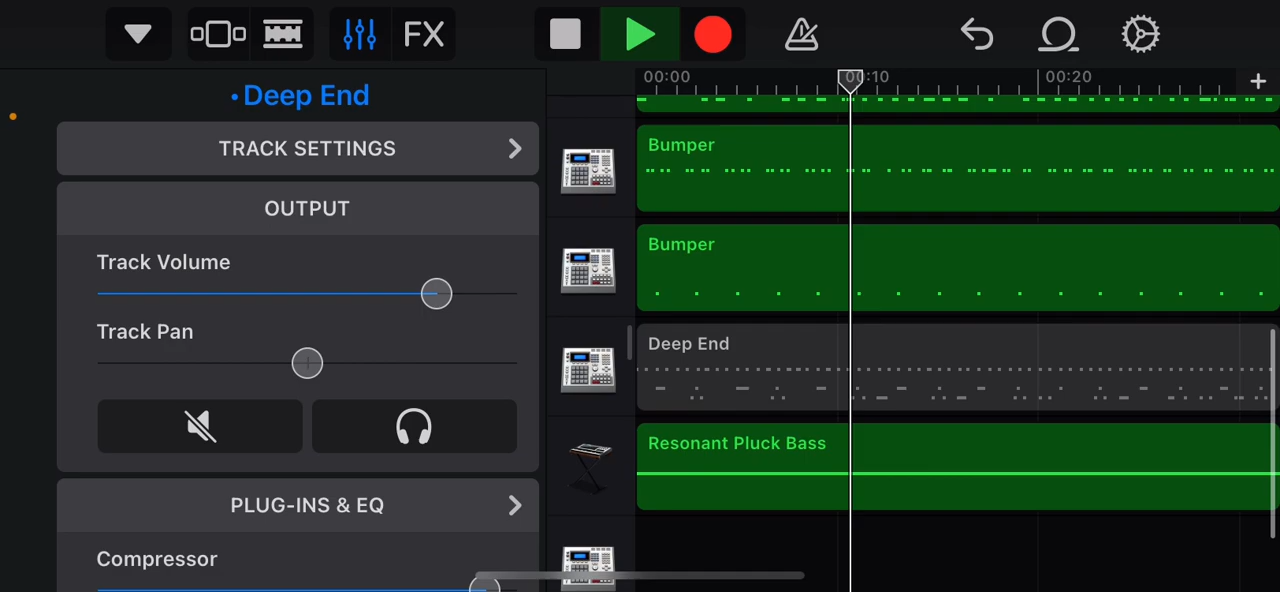 FX
• Deep End
TRACK SETTINGS
OUTPUT
Track Volume
Track Pan
PLUG-INS & EQ
Compressor
00:00
00:10
00:20
Bumper
Bumper
Deep End
Resonant Pluck Bass